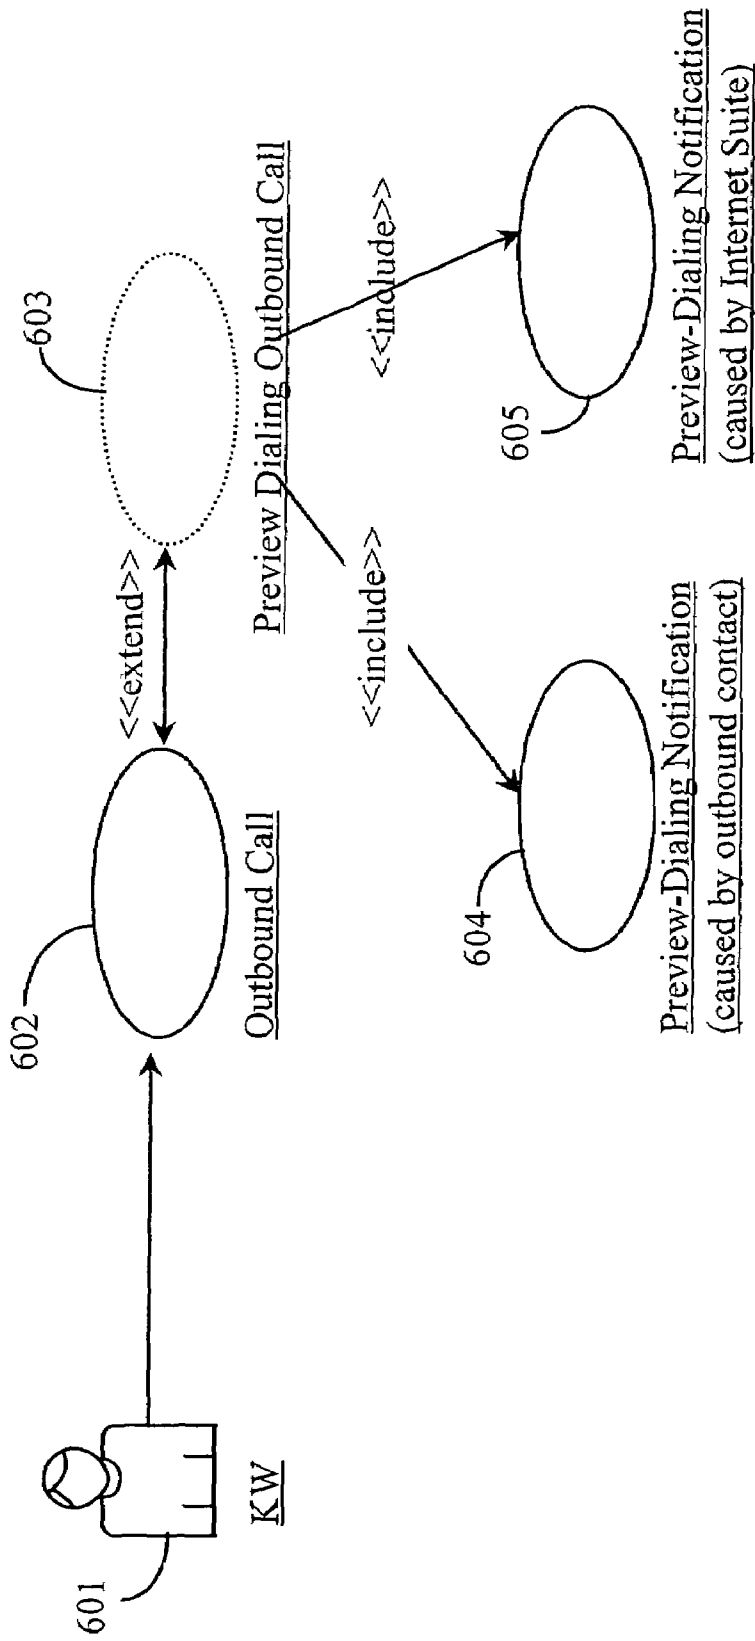 601
KW
602
Outbound Call
<<extend>>
603
Preview Dialing Outbound Call
<<include>>
<<include>>
604
Preview-Dialing Notification
(caused by outbound contact)
605
Preview-Dialing Notification
(caused by Internet Suite)